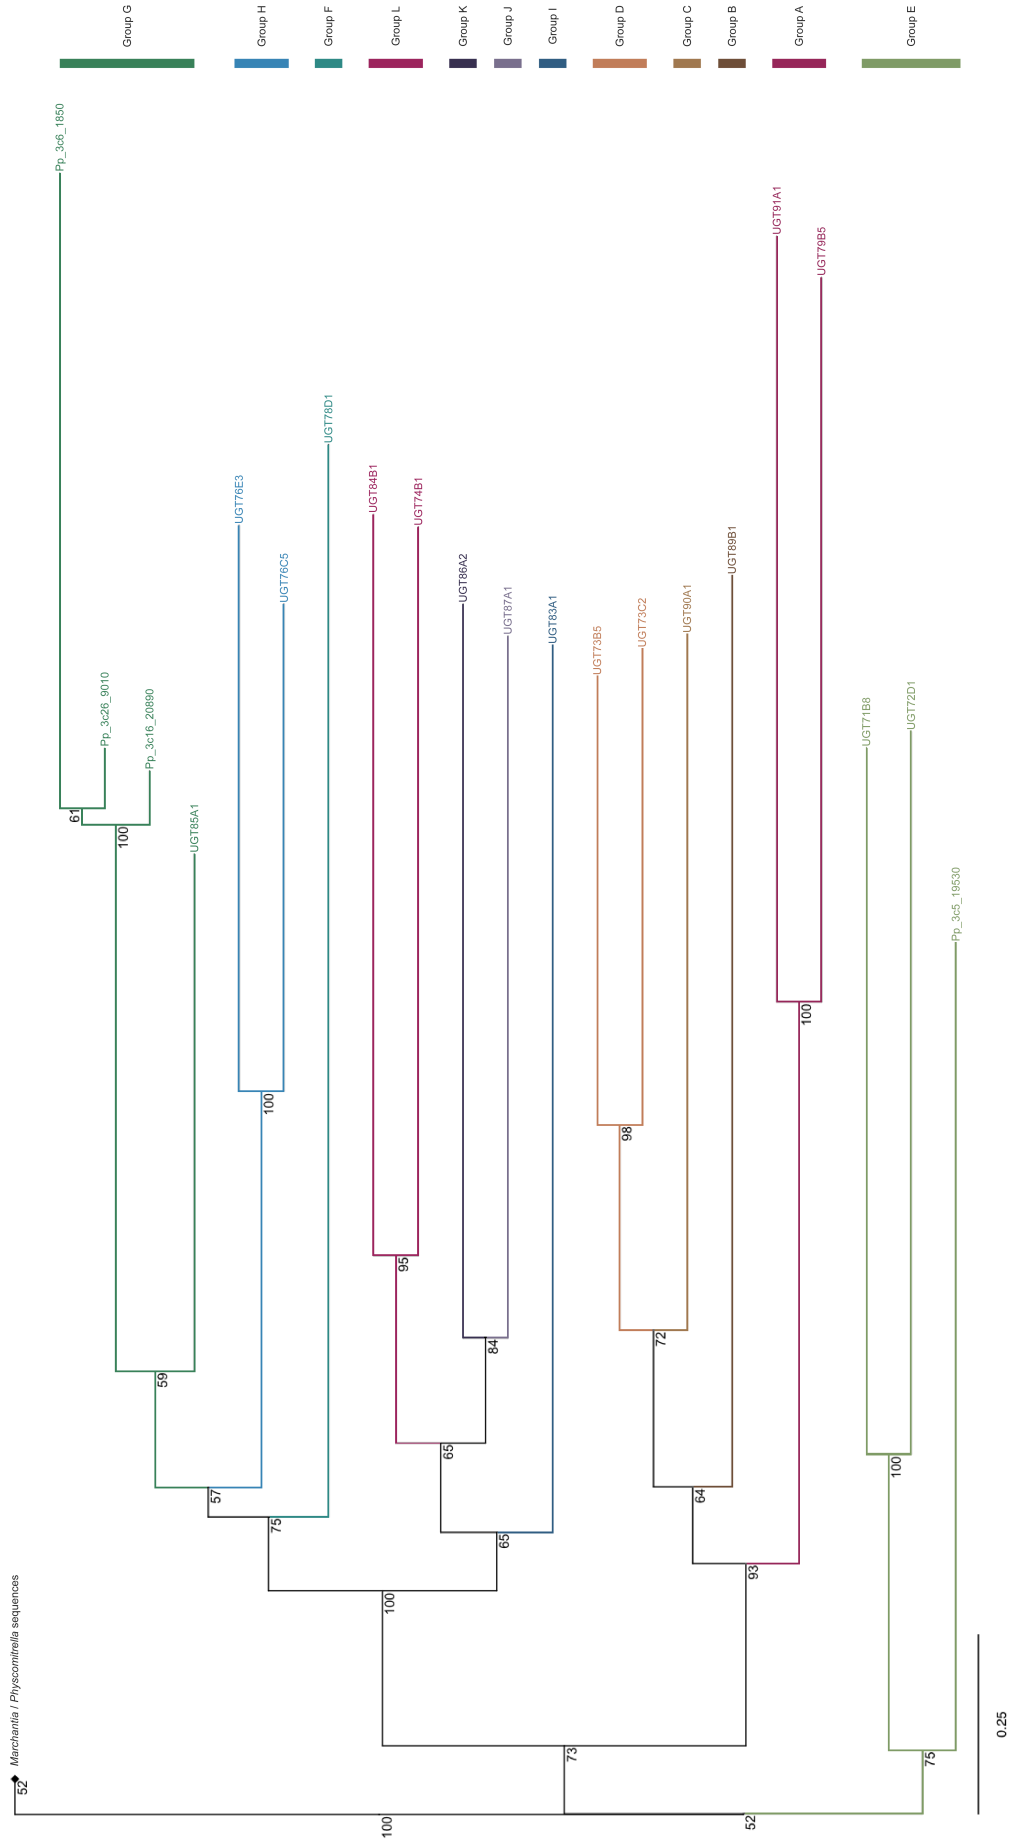 Group G
Group H
Group F
Group L
Group K
Group J
Group I
Group D
Group C
Group B
Group A
Group E
Pp_3c6_1850
Pp_3c26_9010
Pp_3c16_20890
UGT85A1
UGT76E3
UGT76C5
UGT78D1
UGT84B1
UGT74B1
UGT86A2
UGT87A1
UGT83A1
UGT73B5
UGT73C2
UGT90A1
UGT89B1
UGT91A1
UGT79B5
UGT71B8
UGT72D1
Pp_3c5_19530
61
100
59
100
57
75
95
84
65
65
100
98
72
64
100
93
73
100
75
52
100
52
Marchantia / Physcomitrella sequences
0.25